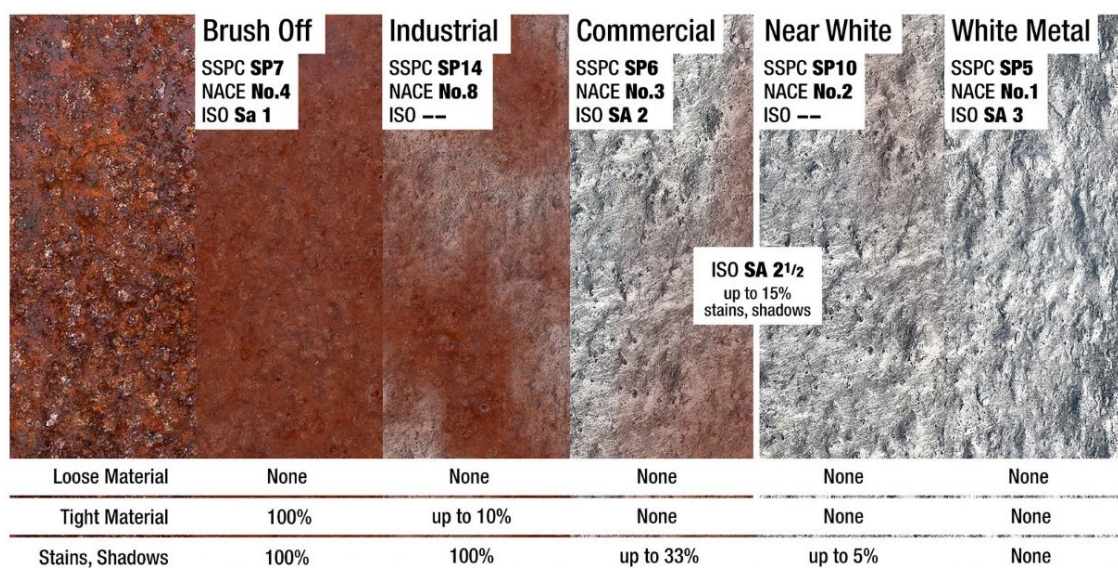 Brush Off
SSPC SP7
NACE No.4
ISO Sa 1
Industrial
SSPC SP14
NACE No.8
ISO --
Commercial
SSPC SP6
NACE No.3
ISO SA 2
Near White
SSPC SP10
NACE No.2
ISO --
White Metal
SSPC SP5
NACE No.1
ISO SA 3
ISO SA 2 1/2
up to 15%
stains, shadows
Loose Material None None None None None
Tight Material 100% up to 10% None None None
Stains, Shadows 100% 100% up to 33% up to 5% None